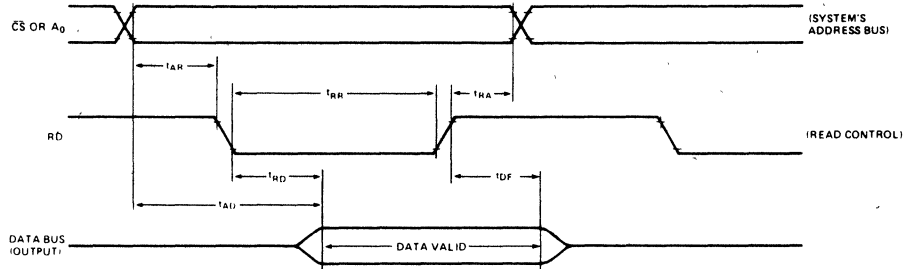 C̅S̅ OR A0
(SYSTEM'S
ADDRESS BUS)
tAR
tRR
tRA
RD
(READ CONTROL)
tRD
tDF
tAD
DATA BUS
(OUTPUT)
DATA VALID